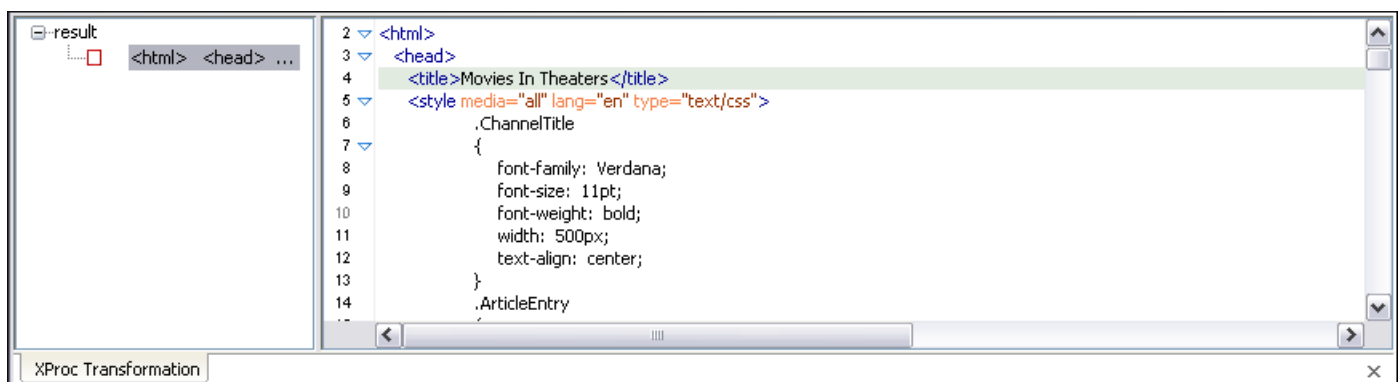 result
<html> <head> ...
2 <html>
3 <head>
4 <title>Movies In Theaters</title>
5 <style media="all" lang="en" type="text/css">
6 .ChannelTitle
7 {
8 font-family: Verdana;
9 font-size: 11pt;
10 font-weight: bold;
11 width: 500px;
12 text-align: center;
13 }
14 .ArticleEntry
XProc Transformation